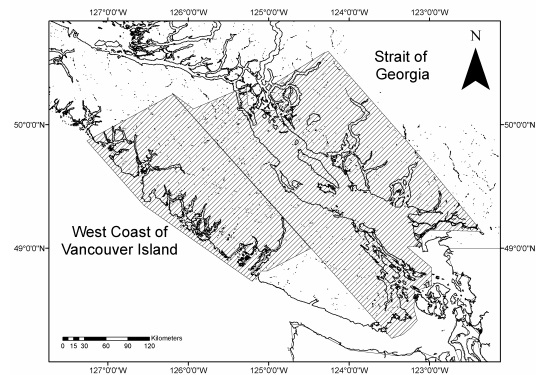 127°0'0"W 126°0'0"W 125°0'0"W 124°0'0"W 123°0'0"W
Strait of
Georgia
N
50°0'0"N 50°0'0"N
West Coast of
Vancouver Island
49°0'0"N 49°0'0"N
Kilometers
0 15 30 60 90 120
127°0'0"W 126°0'0"W 125°0'0"W 124°0'0"W 123°0'0"W